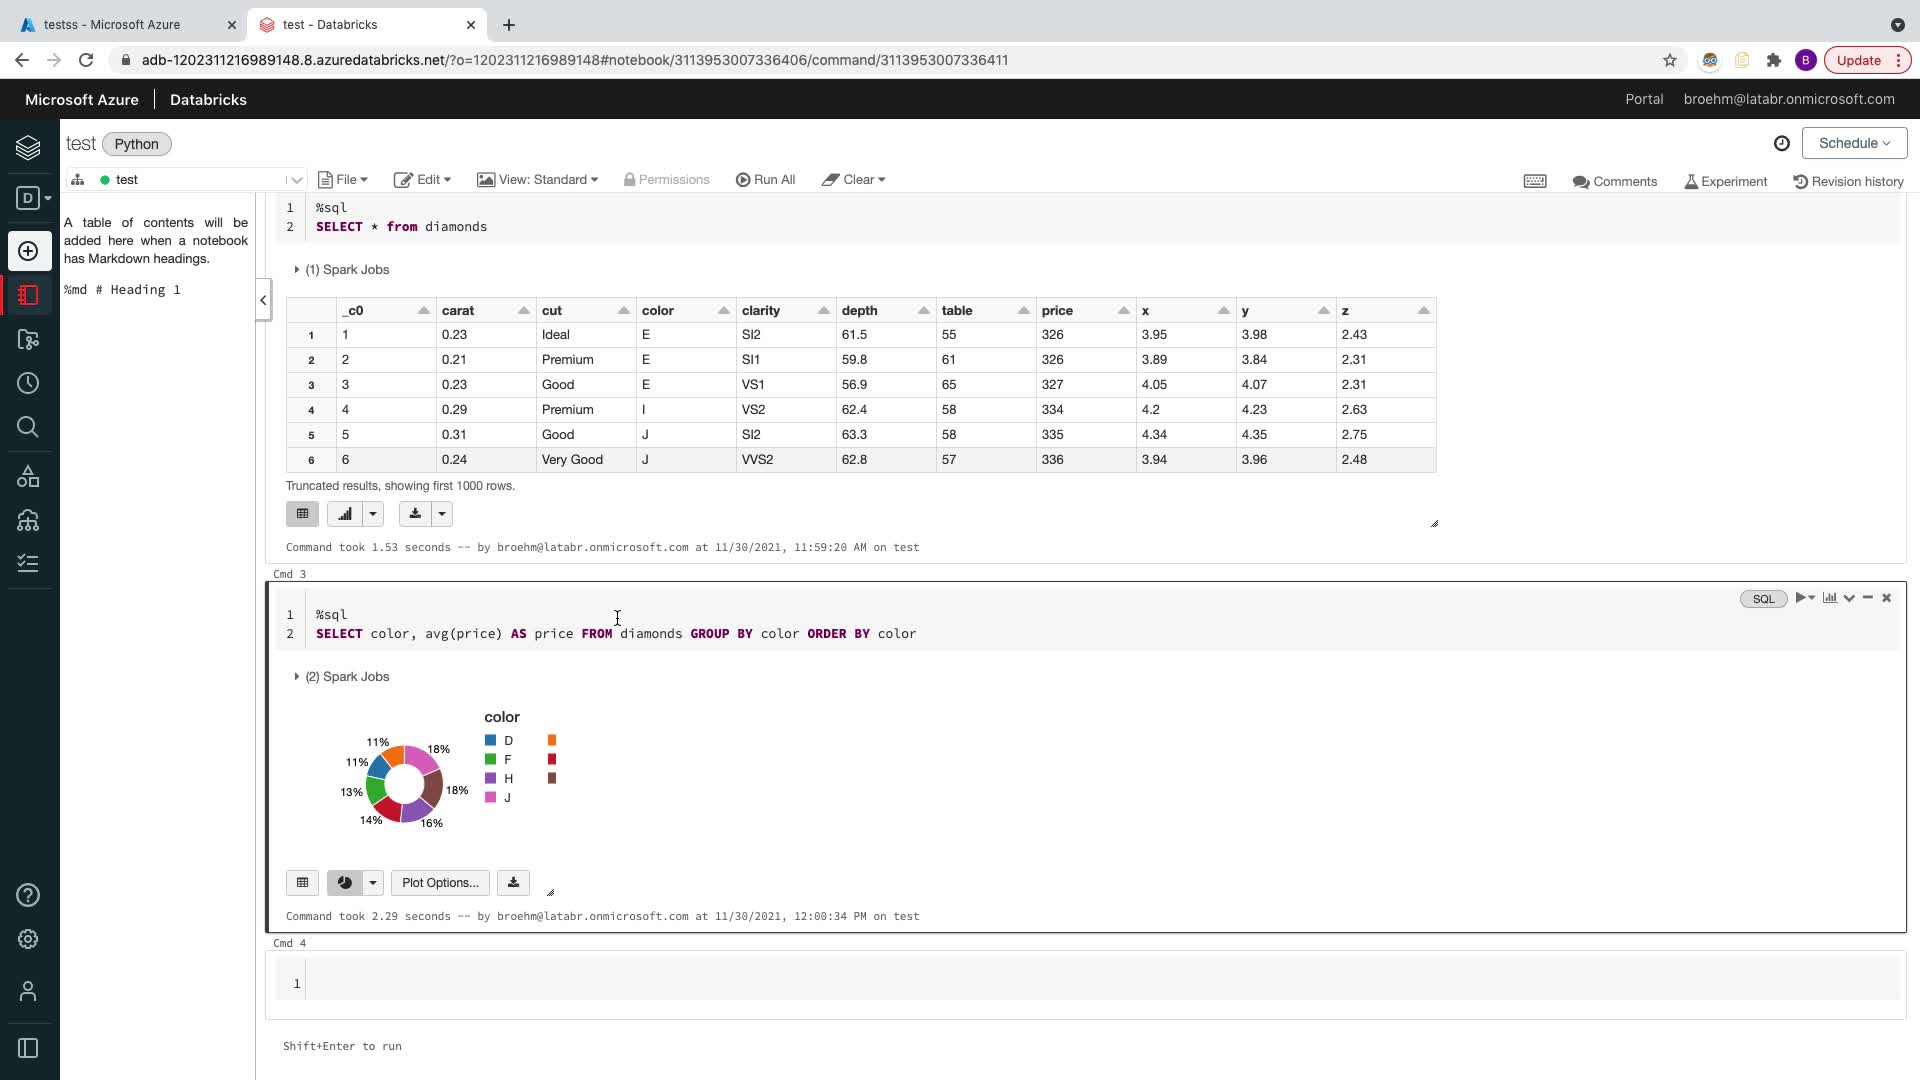 testss - Microsoft Azure
test - Databricks
adb-1202311216989148.8.azuredatabricks.net/?o=1202311216989148#notebook/3113953007336406/command/3113953007336411
B
Update
Microsoft Azure | Databricks
Portal broehm@latabr.onmicrosoft.com
test Python
Schedule
test File Edit View: Standard Permissions Run All Clear
Comments Experiment Revision history
D
A table of contents will be
added here when a notebook
has Markdown headings.
%md # Heading 1
1 %sql
2 SELECT * from diamonds
(1) Spark Jobs
_c0 carat cut color clarity depth table price x y z
1 1 0.23 Ideal E SI2 61.5 55 326 3.95 3.98 2.43
2 2 0.21 Premium E SI1 59.8 61 326 3.89 3.84 2.31
3 3 0.23 Good E VS1 56.9 65 327 4.05 4.07 2.31
4 4 0.29 Premium I VS2 62.4 58 334 4.2 4.23 2.63
5 5 0.31 Good J SI2 63.3 58 335 4.34 4.35 2.75
6 6 0.24 Very Good J VVS2 62.8 57 336 3.94 3.96 2.48
Truncated results, showing first 1000 rows.
Command took 1.53 seconds -- by broehm@latabr.onmicrosoft.com at 11/30/2021, 11:59:20 AM on test
Cmd 3
SQL
1 %sql
2 SELECT color, avg(price) AS price FROM diamonds GROUP BY color ORDER BY color
(2) Spark Jobs
color
D
F
H
J
11%
18%
11%
18%
13%
14%
16%
Plot Options...
Command took 2.29 seconds -- by broehm@latabr.onmicrosoft.com at 11/30/2021, 12:00:34 PM on test
Cmd 4
1
Shift+Enter to run